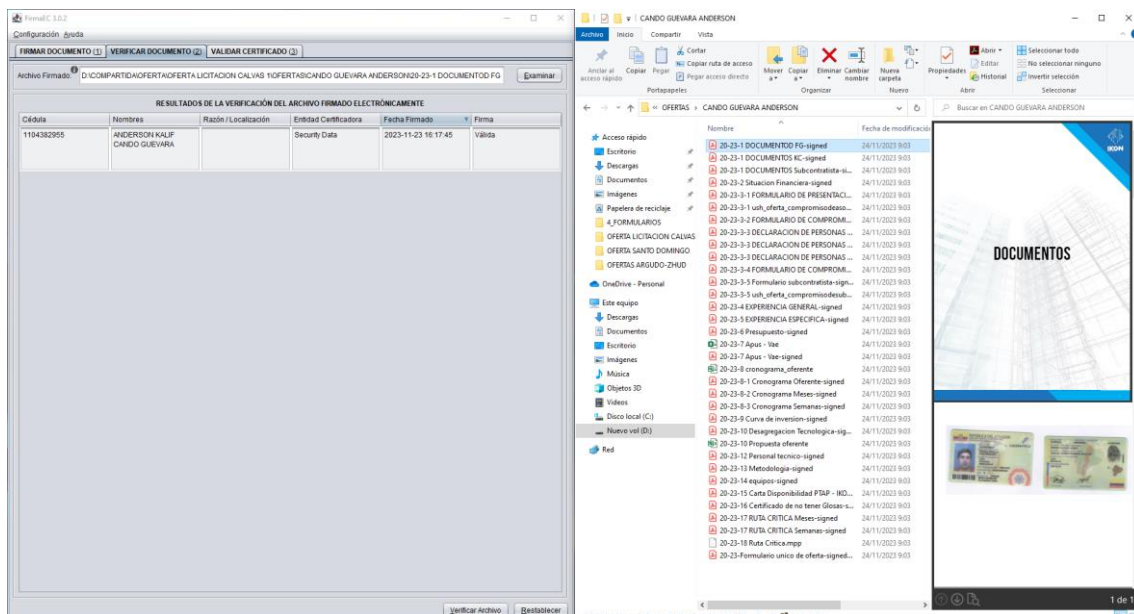 FirmaEC 3.0.2
Configuración Ayuda
FIRMAR DOCUMENTO (1) VERIFICAR DOCUMENTO (2) VALIDAR CERTIFICADO (3)
Archivo Firmado: D:\COMPARTIDA\OFERTA\OFERTA LICITACION CALVAS 1\OFERTAS\CANDO GUEVARA ANDERSON\20-23-1 DOCUMENTOD FG Examinar
RESULTADOS DE LA VERIFICACIÓN DEL ARCHIVO FIRMADO ELECTRÓNICAMENTE
Cédula Nombres Razón / Localización Entidad Certificadora Fecha Firmado Firma
1104382955 ANDERSON KALIF Security Data 2023-11-23 16:17:45 Válida
CANDO GUEVARA
Verificar Archivo Restablecer
CANDO GUEVARA ANDERSON
Archivo Inicio Compartir Vista
Anclar al acceso rápido
Copiar
Pegar
Cortar
Copiar ruta de acceso
Pegar acceso directo
Mover a
Copiar a
Eliminar
Cambiar nombre
Nueva carpeta
Propiedades
Abrir
Editar
Historial
Seleccionar todo
No seleccionar ninguno
Invertir selección
Portapapeles Organizar Nuevo Abrir Seleccionar
« OFERTAS › CANDO GUEVARA ANDERSON
Buscar en CANDO GUEVARA ANDERSON
Acceso rápido
Escritorio
Descargas
Documentos
Imágenes
Papelera de reciclaje
4_FORMULARIOS
OFERTA LICITACION CALVAS
OFERTA SANTO DOMINGO
OFERTAS ARGUDO-ZHUD
OneDrive - Personal
Este equipo
Descargas
Documentos
Escritorio
Imágenes
Música
Objetos 3D
Videos
Disco local (C:)
Nuevo vol (D:)
Red
Nombre Fecha de modificació
20-23-1 DOCUMENTOD FG-signed 24/11/2023 9:03
20-23-1 DOCUMENTOS KC-signed 24/11/2023 9:03
20-23-1 DOCUMENTOS Subcontratista-si... 24/11/2023 9:03
20-23-2 Situacion Financiera-signed 24/11/2023 9:03
20-23-3-1 FORMULARIO DE PRESENTACI... 24/11/2023 9:03
20-23-3-1 ush_oferta_compromisodeaso... 24/11/2023 9:03
20-23-3-2 FORMULARIO DE COMPROMI... 24/11/2023 9:03
20-23-3-3 DECLARACION DE PERSONAS ... 24/11/2023 9:03
20-23-3-3 DECLARACION DE PERSONAS ... 24/11/2023 9:03
20-23-3-3 DECLARACION DE PERSONAS ... 24/11/2023 9:03
20-23-3-4 FORMULARIO DE COMPROMI... 24/11/2023 9:03
20-23-3-5 Formulario subcontratista-sign... 24/11/2023 9:03
20-23-3-5 ush_oferta_compromisodesub... 24/11/2023 9:03
20-23-4 EXPERIENCIA GENERAL-signed 24/11/2023 9:03
20-23-5 EXPERIENCIA ESPECIFICA-signed 24/11/2023 9:03
20-23-6 Presupuesto-signed 24/11/2023 9:03
20-23-7 Apus - Vae 24/11/2023 9:03
20-23-7 Apus - Vae-signed 24/11/2023 9:03
20-23-8 cronograma_oferente 24/11/2023 9:03
20-23-8-1 Cronograma Oferente-signed 24/11/2023 9:03
20-23-8-2 Cronograma Meses-signed 24/11/2023 9:03
20-23-8-3 Cronograma Semanas-signed 24/11/2023 9:03
20-23-9 Curva de inversion-signed 24/11/2023 9:03
20-23-10 Desagregacion Tecnologica-sig... 24/11/2023 9:03
20-23-10 Propuesta oferente 24/11/2023 9:03
20-23-12 Personal tecnico-signed 24/11/2023 9:03
20-23-13 Metodologia-signed 24/11/2023 9:03
20-23-14 equipos-signed 24/11/2023 9:03
20-23-15 Carta Disponibilidad PTAP - IKO... 24/11/2023 9:03
20-23-16 Certificado de no tener Glosas-s... 24/11/2023 9:03
20-23-17 RUTA CRITICA Meses-signed 24/11/2023 9:03
20-23-17 RUTA CRITICA Semanas-signed 24/11/2023 9:03
20-23-18 Ruta Critica.mpp 24/11/2023 9:03
20-23-Formulario unico de oferta-signed... 24/11/2023 9:03
IKON
DOCUMENTOS
1 de 1